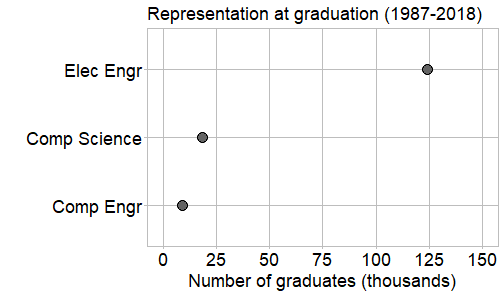 Representation at graduation (1987-2018)
Elec Engr
Comp Science
Comp Engr
0 25 50 75 100 125 150
Number of graduates (thousands)